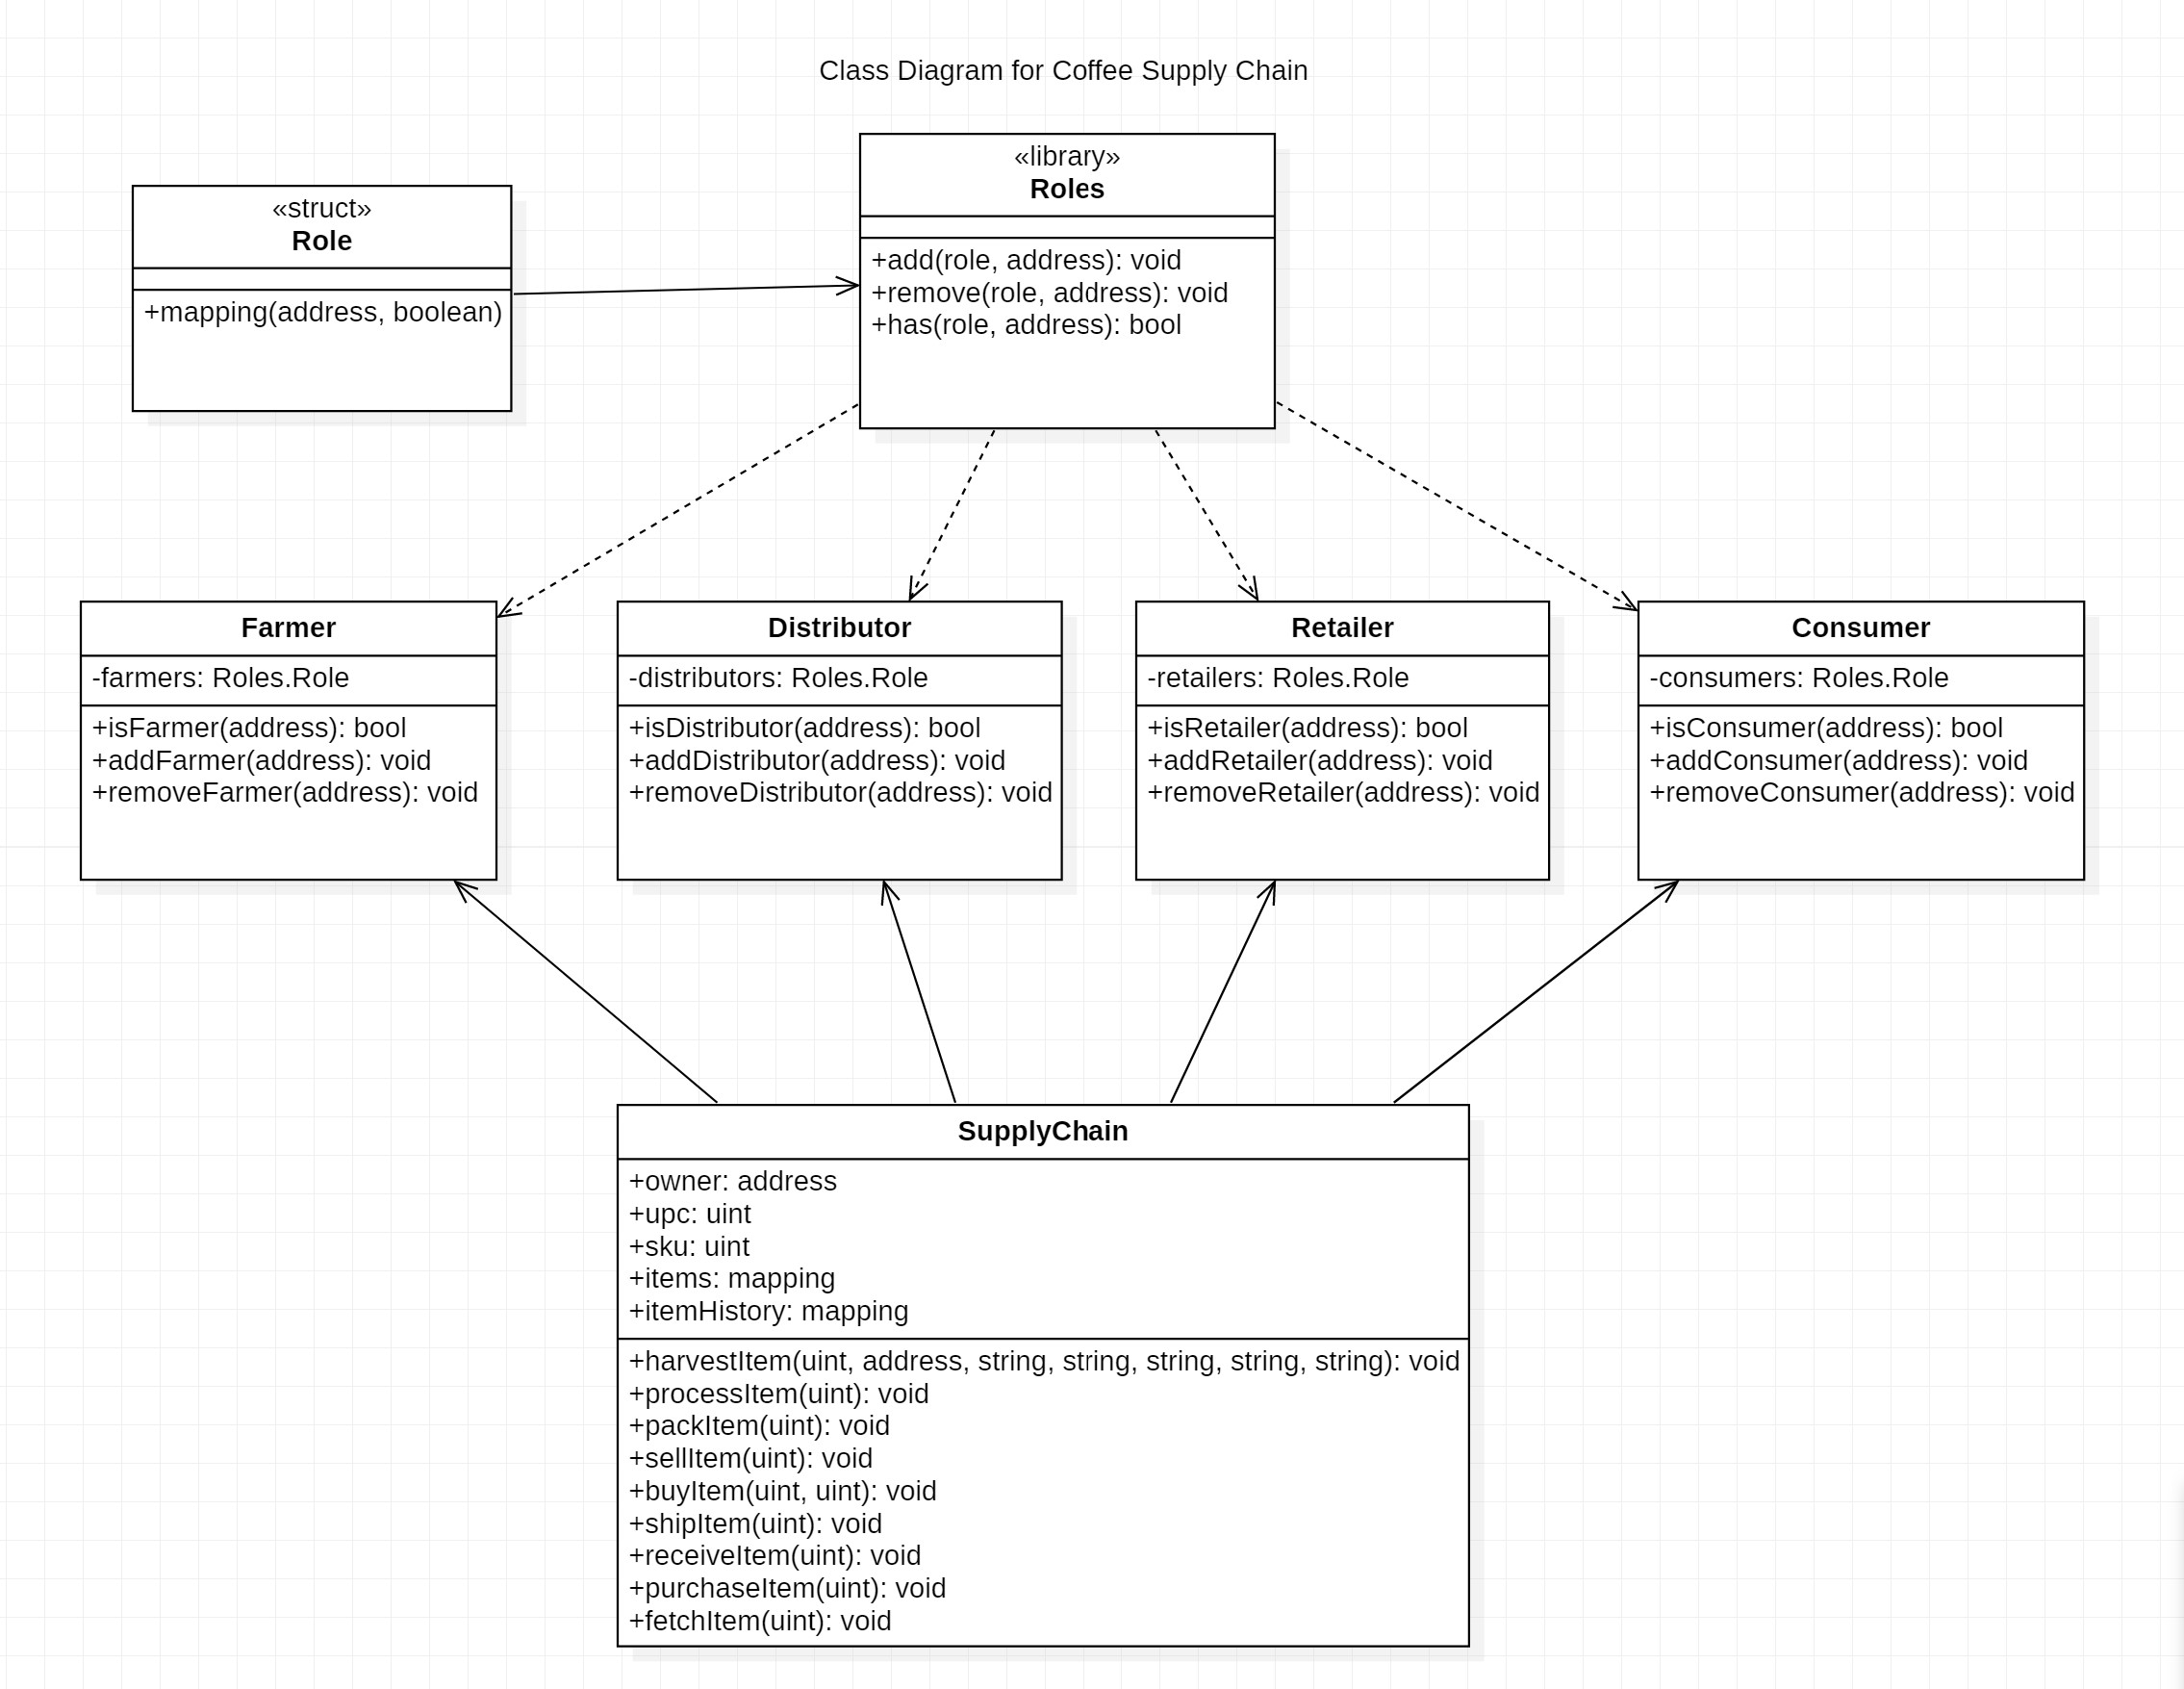 Class Diagram for Coffee Supply Chain
«struct»
Role
+mapping(address, boolean)
«library»
Roles
+add(role, address): void
+remove(role, address): void
+has(role, address): bool
Farmer
-farmers: Roles.Role
+isFarmer(address): bool
+addFarmer(address): void
+removeFarmer(address): void
Distributor
-distributors: Roles.Role
+isDistributor(address): bool
+addDistributor(address): void
+removeDistributor(address): void
Retailer
-retailers: Roles.Role
+isRetailer(address): bool
+addRetailer(address): void
+removeRetailer(address): void
Consumer
-consumers: Roles.Role
+isConsumer(address): bool
+addConsumer(address): void
+removeConsumer(address): void
SupplyChain
+owner: address
+upc: uint
+sku: uint
+items: mapping
+itemHistory: mapping
+harvestItem(uint, address, string, string, string, string, string): void
+processItem(uint): void
+packItem(uint): void
+sellItem(uint): void
+buyItem(uint, uint): void
+shipItem(uint): void
+receiveItem(uint): void
+purchaseItem(uint): void
+fetchItem(uint): void